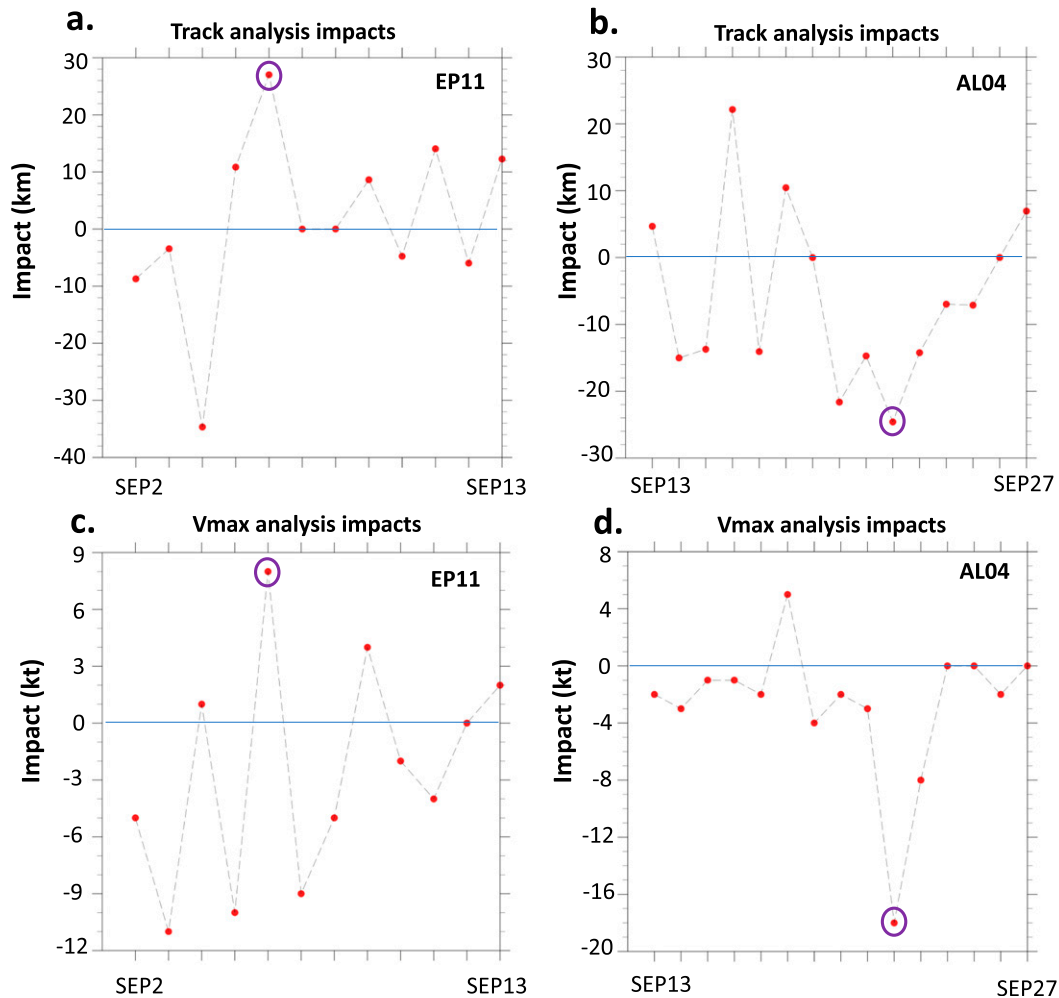 a.
Track analysis impacts
EP11
Impact (km)
30
20
10
0
-10
-20
-30
-40
SEP2
SEP13
b.
Track analysis impacts
AL04
Impact (km)
30
20
10
0
-10
-20
-30
SEP13
SEP27
c.
Vmax analysis impacts
EP11
Impact (kt)
9
6
3
0
-3
-6
-9
-12
SEP2
SEP13
d.
Vmax analysis impacts
AL04
Impact (kt)
8
4
0
-4
-8
-12
-16
-20
SEP13
SEP27